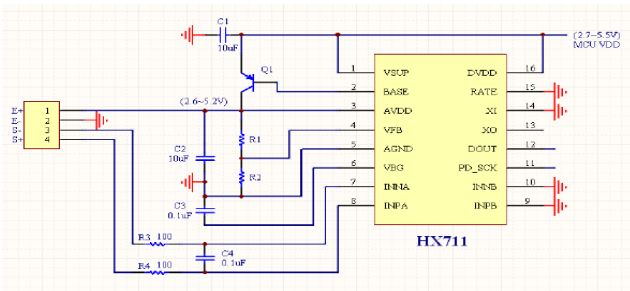 C1
10uF
(2.7~5.5V)
MCU VDD
Q1
1 VSUP DVDD 16
2 BASE RATE 15
3 AVDD XI 14
4 VFB XO 13
5 AGND DOUT 12
6 VBG PD_SCK 11
7 INNA INNB 10
8 INPA INPB 9
HX711
(2.6~5.2V)
E+ 1
E- 2
S- 3
S+ 4
R1
C2
10uF
R2
C3
0.1uF
R3 100
C4
0.1uF
R4 100